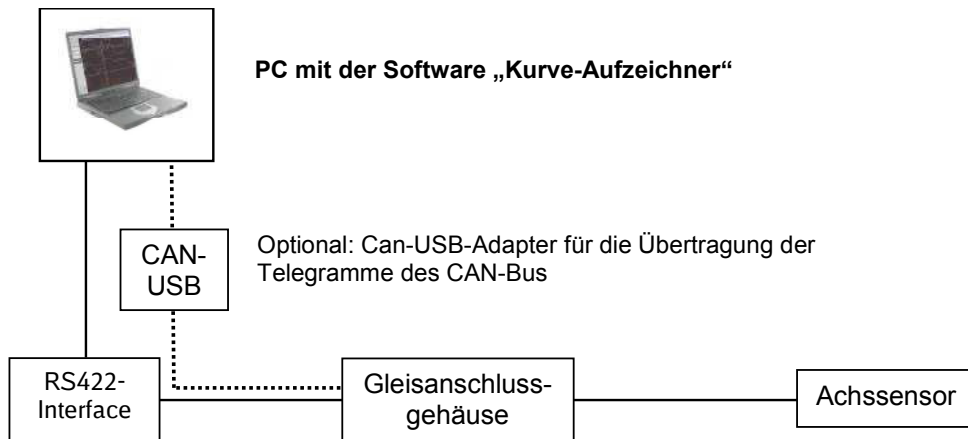 PC mit der Software „Kurve-Aufzeichner“
CAN-
USB
Optional: Can-USB-Adapter für die Übertragung der
Telegramme des CAN-Bus
RS422-
Interface
Gleisanschluss-
gehäuse
Achssensor